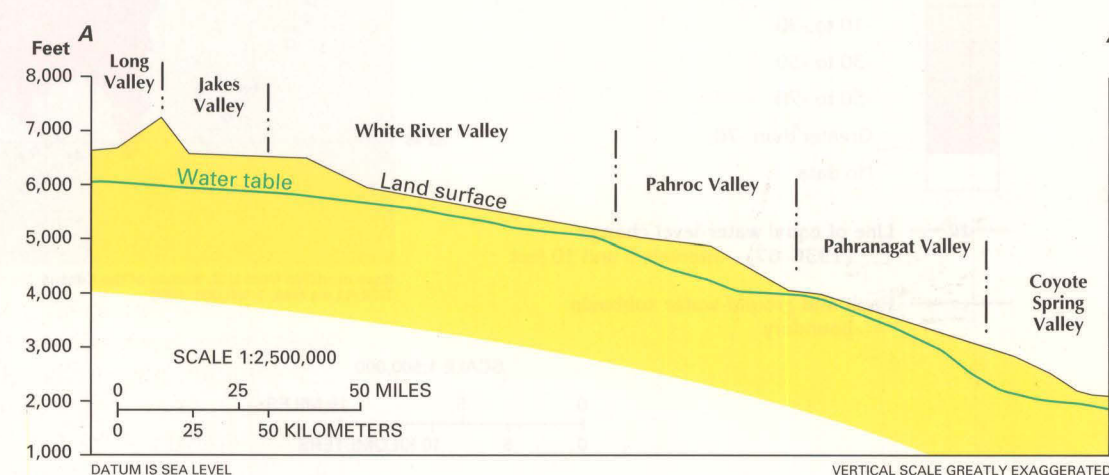 A
Feet
Long
Valley
Jakes
Valley
White River Valley
Pahroc Valley
Pahranagat Valley
Coyote
Spring
Valley
8,000
7,000
6,000
5,000
4,000
3,000
2,000
1,000
Water table
Land surface
SCALE 1:2,500,000
0 25 50 MILES
0 25 50 KILOMETERS
DATUM IS SEA LEVEL
VERTICAL SCALE GREATLY EXAGGERATED